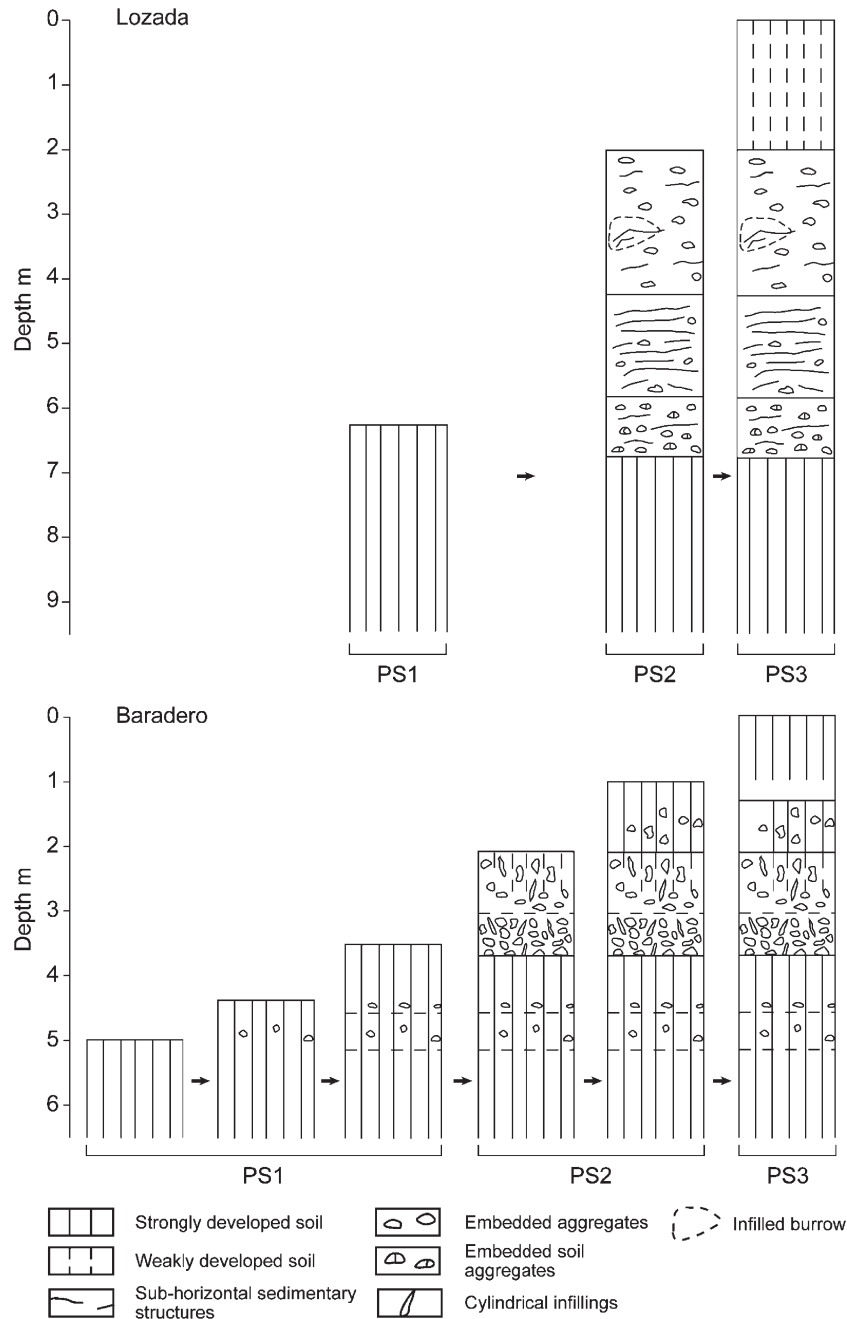 Lozada
0
1
2
3
4
5
6
7
8
9
Depth m
PS1
PS2
PS3
Baradero
0
1
2
3
4
5
6
Depth m
PS1
PS2
PS3
Strongly developed soil
Weakly developed soil
Sub-horizontal sedimentary
structures
Embedded aggregates
Embedded soil
aggregates
Cylindrical infillings
Infilled burrow